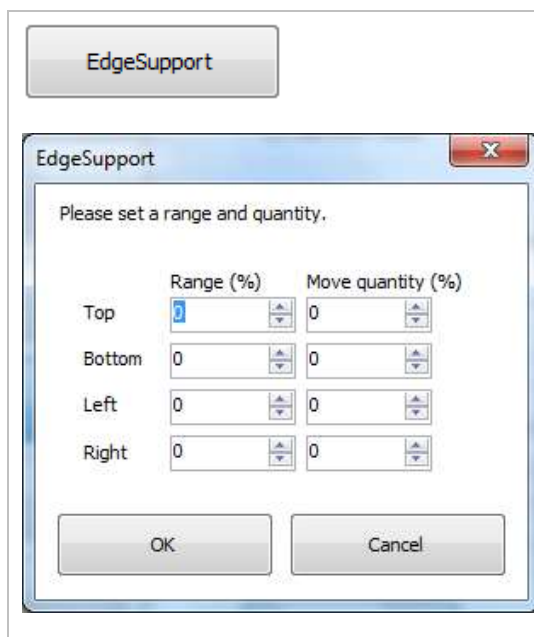 EdgeSupport
EdgeSupport
Please set a range and quantity.
Range (%) Move quantity (%)
Top 0 0
Bottom 0 0
Left 0 0
Right 0 0
OK Cancel